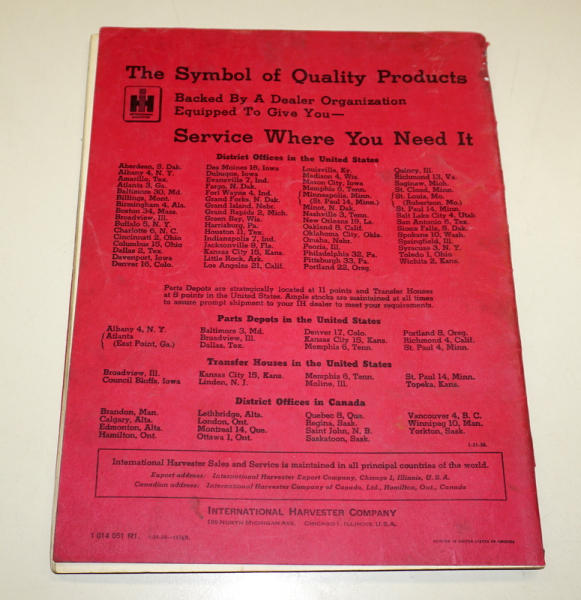 The Symbol of Quality Products
IH
INTERNATIONAL HARVESTER
Backed By A Dealer Organization
Equipped To Give You—
Service Where You Need It
District Offices in the United States
Aberdeen, S. Dak.
Albany 4, N. Y.
Amarillo, Tex.
Atlanta 3, Ga.
Baltimore 30, Md.
Billings, Mont.
Birmingham 4, Ala.
Boston 34, Mass.
Broadview, Ill.
Buffalo 5, N. Y.
Charlotte 6, N. C.
Cincinnati 2, Ohio
Columbus 15, Ohio
Dallas 2, Tex.
Davenport, Iowa
Denver 16, Colo.
Des Moines 16, Iowa
Dubuque, Iowa
Evansville 7, Ind.
Fargo, N. Dak.
Fort Wayne 4, Ind.
Grand Forks, N. Dak.
Grand Island, Nebr.
Grand Rapids 2, Mich.
Green Bay, Wis.
Harrisburg, Pa.
Houston 11, Tex.
Indianapolis 7, Ind.
Jacksonville 9, Fla.
Kansas City 15, Kans.
Little Rock, Ark.
Los Angeles 21, Calif.
Louisville, Ky.
Madison 4, Wis.
Mason City, Iowa
Memphis 6, Tenn.
Minneapolis, Minn.
(St. Paul 14, Minn.)
Minot, N. Dak.
Nashville 3, Tenn.
New Orleans 19, La.
Oakland 8, Calif.
Oklahoma City, Okla.
Omaha, Nebr.
Peoria, Ill.
Philadelphia 32, Pa.
Pittsburgh 33, Pa.
Portland 22, Oreg.
Quincy, Ill.
Richmond 13, Va.
Saginaw, Mich.
St. Cloud, Minn.
St. Louis, Mo.
(Robertson, Mo.)
St. Paul 14, Minn.
Salt Lake City 4, Utah
San Antonio 6, Tex.
Sioux Falls, S. Dak.
Spokane 10, Wash.
Springfield, Ill.
Syracuse 3, N. Y.
Toledo 1, Ohio
Wichita 2, Kans.
Parts Depots are strategically located at 11 points and Transfer Houses
at 8 points in the United States. Ample stocks are maintained at all times
to assure prompt shipment to your IH dealer to meet your requirements.
Parts Depots in the United States
Albany 4, N. Y.
Atlanta
(East Point, Ga.)
Baltimore 3, Md.
Broadview, Ill.
Dallas, Tex.
Denver 17, Colo.
Kansas City 15, Kans.
Memphis 6, Tenn.
Portland 8, Oreg.
Richmond 4, Calif.
St. Paul 4, Minn.
Transfer Houses in the United States
Broadview, Ill.
Council Bluffs, Iowa
Kansas City 15, Kans.
Linden, N. J.
Memphis 6, Tenn.
Moline, Ill.
St. Paul 14, Minn.
Topeka, Kans.
District Offices in Canada
Brandon, Man.
Calgary, Alta.
Edmonton, Alta.
Hamilton, Ont.
Lethbridge, Alta.
London, Ont.
Montreal 14, Que.
Ottawa 1, Ont.
Quebec 8, Que.
Regina, Sask.
Saint John, N. B.
Saskatoon, Sask.
Vancouver 4, B. C.
Winnipeg 10, Man.
Yorkton, Sask.
International Harvester Sales and Service is maintained in all principal countries of the world.
Export address: International Harvester Export Company, Chicago 1, Illinois, U. S. A.
Canadian address: International Harvester Company of Canada, Ltd., Hamilton, Ont., Canada
INTERNATIONAL HARVESTER COMPANY
180 NORTH MICHIGAN AVE. CHICAGO 1, ILLINOIS, U.S.A.
1 014 051 R1.
PRINTED IN UNITED STATES OF AMERICA